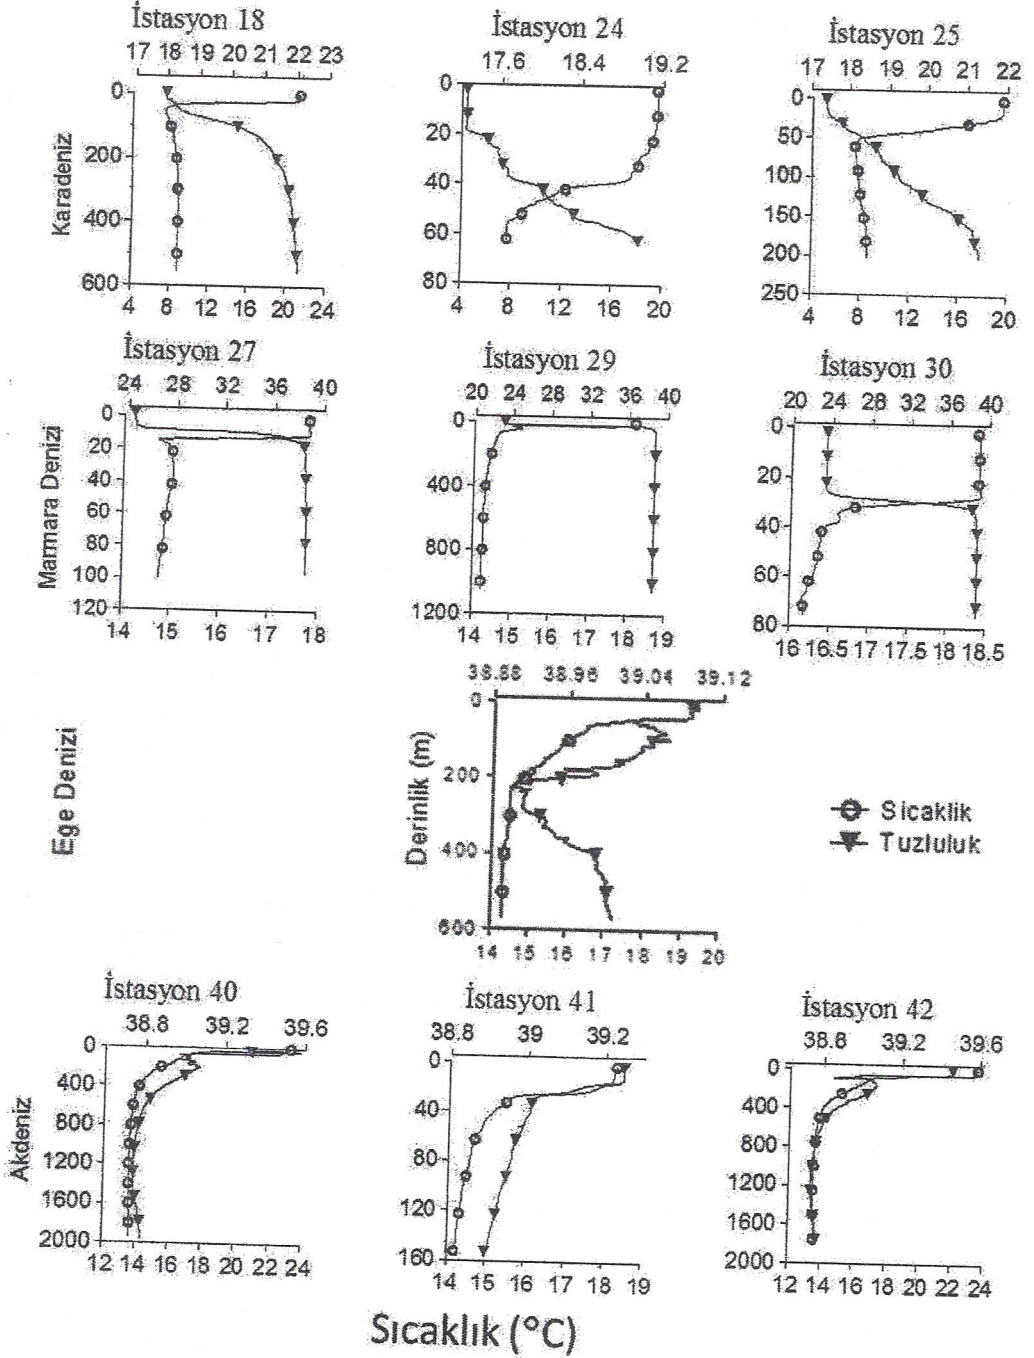 İstasyon 18
17 18 19 20 21 22 23
0
200
400
600
4 8 12 16 20 24
Karadeniz
İstasyon 24
17.6 18.4 19.2
0
20
40
60
80
4 8 12 16 20
İstasyon 25
17 18 19 20 21 22
0
50
100
150
200
250
4 8 12 16 20
Marmara Denizi
İstasyon 27
24 28 32 36 40
0
20
40
60
80
100
120
14 15 16 17 17 18
İstasyon 29
20 24 28 32 36 40
0
400
800
1200
14 15 16 17 18 19
İstasyon 30
20 24 28 32 38 40
0
20
40
60
80
16 16.5 17 17.5 18 18.5
Ege Denizi
38.88 38.96 39.04 39.12
Derinlik (m)
0
200
400
600
14 15 16 17 18 19 20
Sicaklik
Tuzluluk
Akdeniz
İstasyon 40
38.8 39.2 39.6
0
400
800
1200
1600
2000
12 14 16 18 20 22 24
İstasyon 41
38.8 39 39.2
0
40
80
120
160
14 15 16 17 18 19
İstasyon 42
38.8 39.2 39.6
0
400
800
1200
1600
2000
12 14 16 18 20 22 24
Sıcaklık (°C)